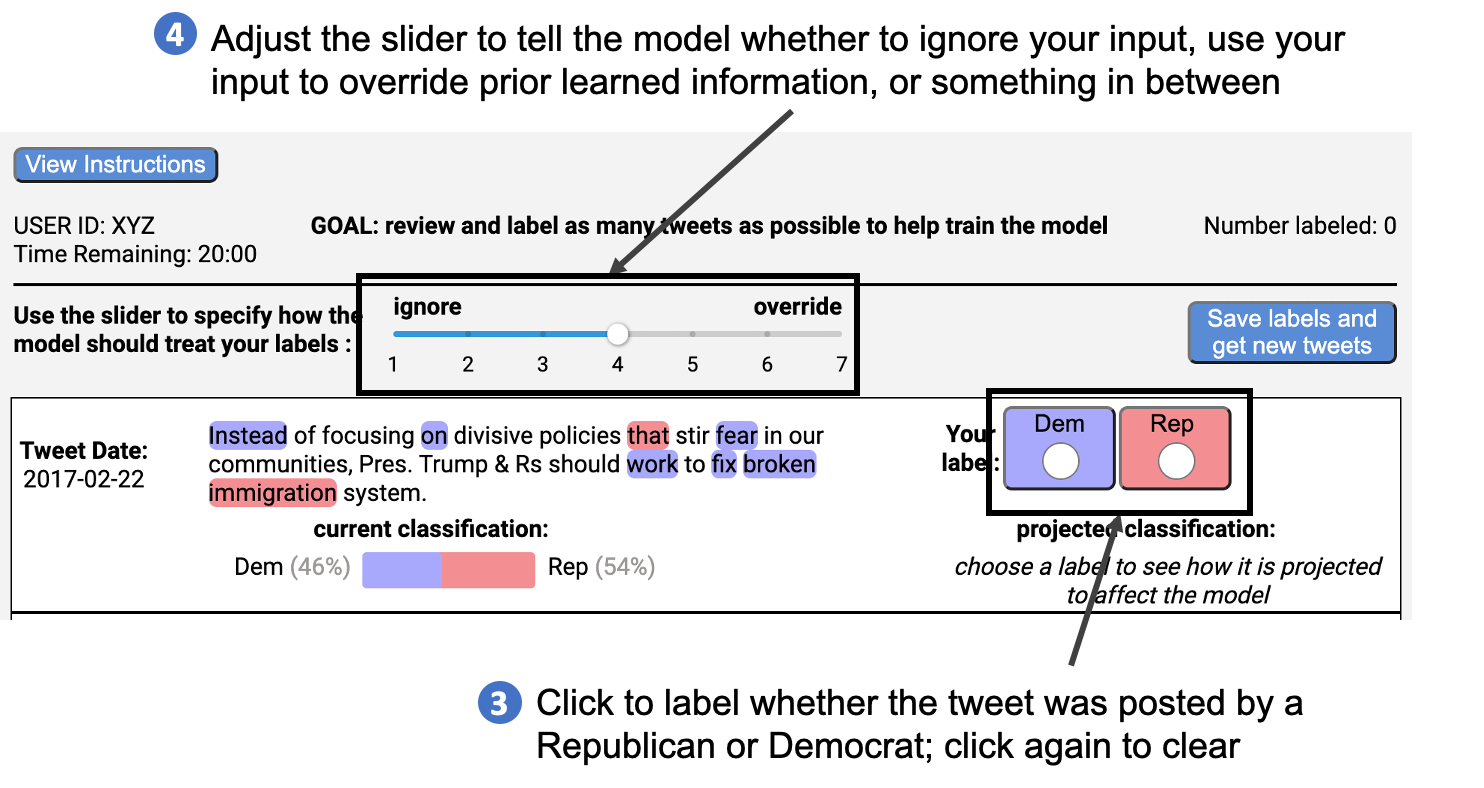 4 Adjust the slider to tell the model whether to ignore your input, use your
input to override prior learned information, or something in between
View Instructions
USER ID: XYZ
Time Remaining: 20:00
GOAL: review and label as many tweets as possible to help train the model
Number labeled: 0
Use the slider to specify how the
model should treat your labels :
ignore override
1 2 3 4 5 6 7
Save labels and
get new tweets
Tweet Date:
2017-02-22
Instead of focusing on divisive policies that stir fear in our
communities, Pres. Trump & Rs should work to fix broken
immigration system.
current classification:
Dem (46%) Rep (54%)
Your
label:
Dem Rep
projected classification:
choose a label to see how it is projected
to affect the model
3 Click to label whether the tweet was posted by a
Republican or Democrat; click again to clear